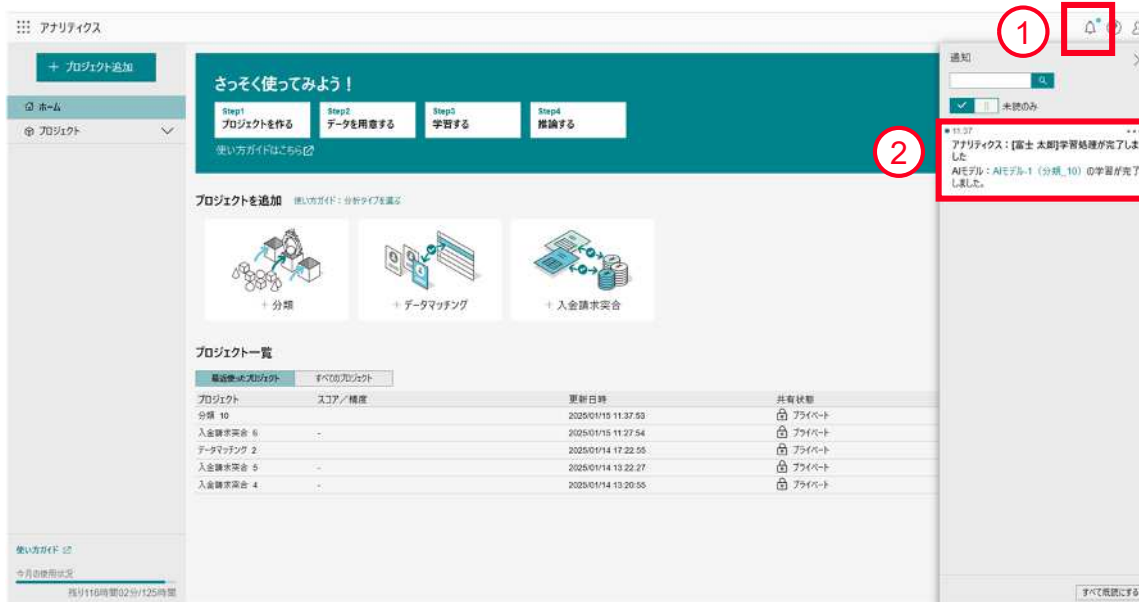 アナリティクス
1
+ プロジェクト追加
ホーム
プロジェクト
さっそく使ってみよう！
Step1
プロジェクトを作る
Step2
データを用意する
Step3
学習する
Step4
推論する
使い方ガイドはこちら
プロジェクトを追加 使い方ガイド：分析タイプを選ぶ
+ 分類
+ データマッチング
+ 入金請求突合
プロジェクト一覧
最近使ったプロジェクト すべてのプロジェクト
プロジェクト スコア／精度 更新日時 共有状態
分類 10 2025/01/15 11:37:53 プライベート
入金請求突合 6 - 2025/01/15 11:27:54 プライベート
データマッチング 2 2025/01/14 17:22:55 プライベート
入金請求突合 5 - 2025/01/14 13:22:27 プライベート
入金請求突合 4 - 2025/01/14 13:20:55 プライベート
使い方ガイド
今月の使用状況
残り116時間02分/125時間
通知
未読のみ
2
11:37
アナリティクス：[富士 太郎]学習処理が完了しま
した
AIモデル：AIモデル-1（分類_10）の学習が完了
しました。
すべて既読にする